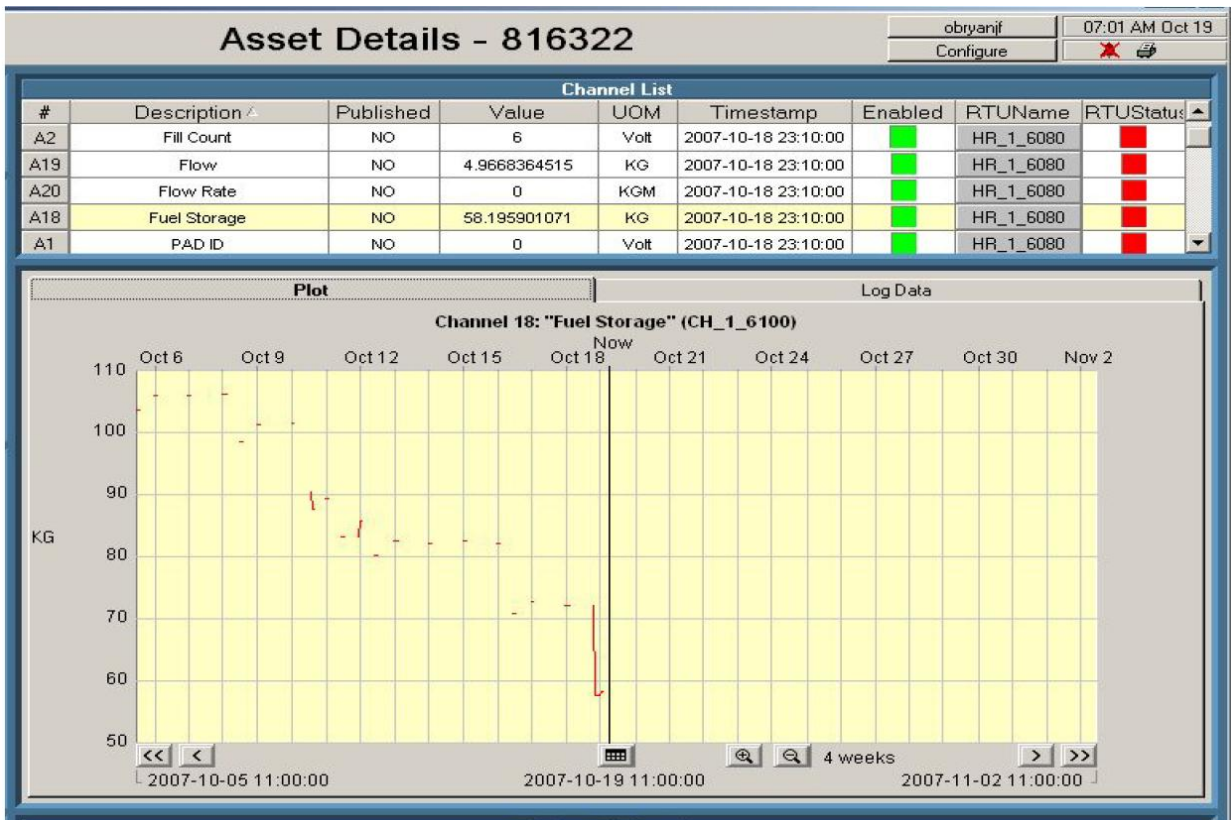 Asset Details - 816322
obryanjf
07:01 AM Oct 19
Configure
Channel List
# Description Published Value UOM Timestamp Enabled RTUName RTUStatus
A2 Fill Count NO 6 Volt 2007-10-18 23:10:00 HR_1_6080
A19 Flow NO 4.9668364515 KG 2007-10-18 23:10:00 HR_1_6080
A20 Flow Rate NO 0 KGM 2007-10-18 23:10:00 HR_1_6080
A18 Fuel Storage NO 58.195901071 KG 2007-10-18 23:10:00 HR_1_6080
A1 PAD ID NO 0 Volt 2007-10-18 23:10:00 HR_1_6080
Plot Log Data
Channel 18: "Fuel Storage" (CH_1_6100)
Now
Oct 6 Oct 9 Oct 12 Oct 15 Oct 18 Oct 21 Oct 24 Oct 27 Oct 30 Nov 2
110
100
90
KG
80
70
60
50
<< < 4 weeks > >>
2007-10-05 11:00:00 2007-10-19 11:00:00 2007-11-02 11:00:00